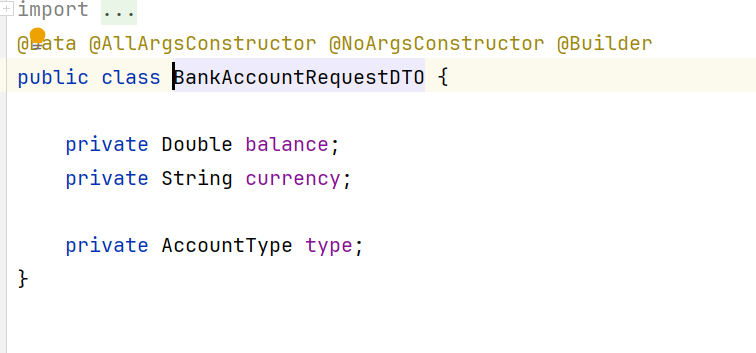 import ...
@Data @AllArgsConstructor @NoArgsConstructor @Builder
public class BankAccountRequestDTO {
private Double balance;
private String currency;
private AccountType type;
}